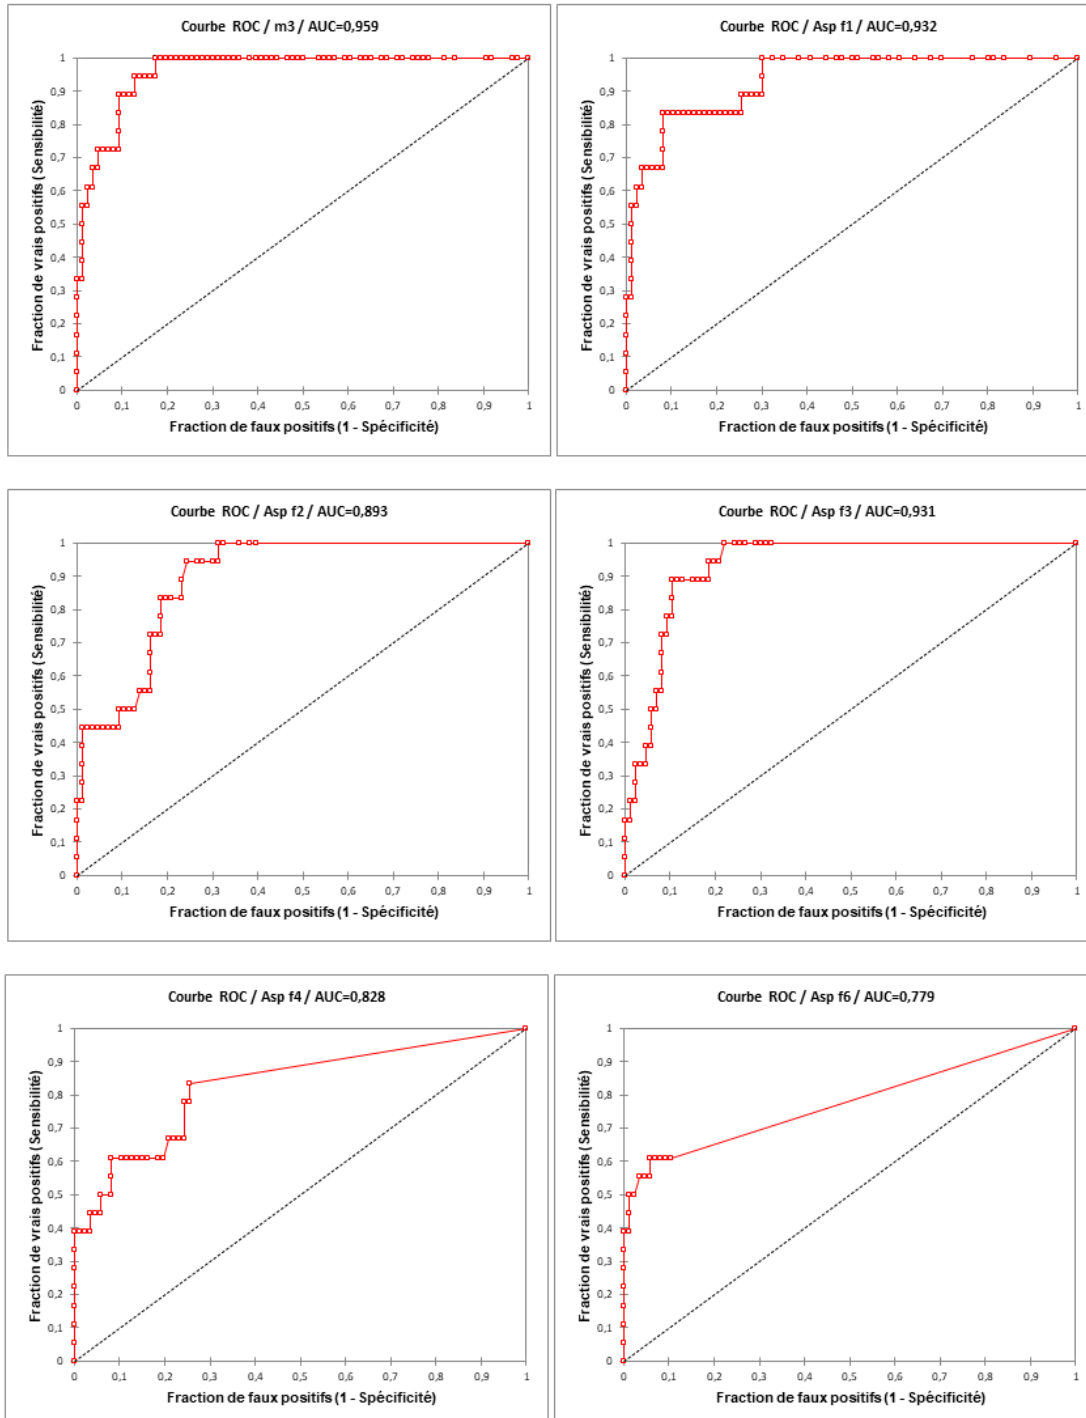 Courbe ROC / m3 / AUC=0,959
Fraction de vrais positifs (Sensibilité)
1
0,9
0,8
0,7
0,6
0,5
0,4
0,3
0,2
0,1
0
0 0,1 0,2 0,3 0,4 0,5 0,6 0,7 0,8 0,9 1
Fraction de faux positifs (1 - Spécificité)
Courbe ROC / Asp f1 / AUC=0,932
Fraction de vrais positifs (Sensibilité)
1
0,9
0,8
0,7
0,6
0,5
0,4
0,3
0,2
0,1
0
0 0,1 0,2 0,3 0,4 0,5 0,6 0,7 0,8 0,9 1
Fraction de faux positifs (1 - Spécificité)
Courbe ROC / Asp f2 / AUC=0,893
Fraction de vrais positifs (Sensibilité)
1
0,9
0,8
0,7
0,6
0,5
0,4
0,3
0,2
0,1
0
0 0,1 0,2 0,3 0,4 0,5 0,6 0,7 0,8 0,9 1
Fraction de faux positifs (1 - Spécificité)
Courbe ROC / Asp f3 / AUC=0,931
Fraction de vrais positifs (Sensibilité)
1
0,9
0,8
0,7
0,6
0,5
0,4
0,3
0,2
0,1
0
0 0,1 0,2 0,3 0,4 0,5 0,6 0,7 0,8 0,9 1
Fraction de faux positifs (1 - Spécificité)
Courbe ROC / Asp f4 / AUC=0,828
Fraction de vrais positifs (Sensibilité)
1
0,9
0,8
0,7
0,6
0,5
0,4
0,3
0,2
0,1
0
0 0,1 0,2 0,3 0,4 0,5 0,6 0,7 0,8 0,9 1
Fraction de faux positifs (1 - Spécificité)
Courbe ROC / Asp f6 / AUC=0,779
Fraction de vrais positifs (Sensibilité)
1
0,9
0,8
0,7
0,6
0,5
0,4
0,3
0,2
0,1
0
0 0,1 0,2 0,3 0,4 0,5 0,6 0,7 0,8 0,9 1
Fraction de faux positifs (1 - Spécificité)